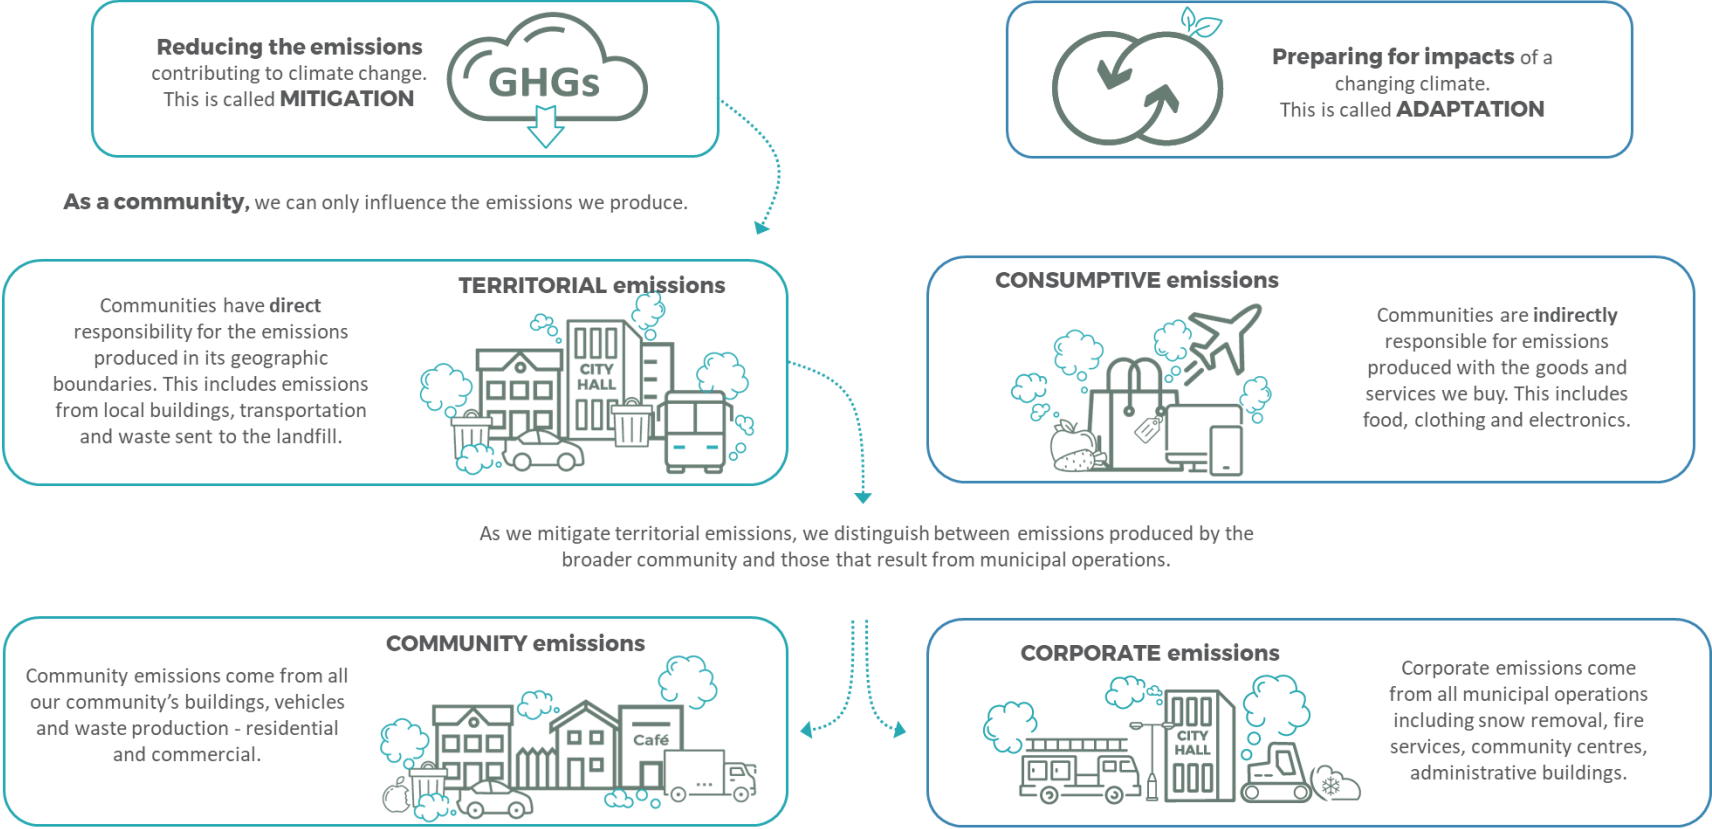 Reducing the emissions
contributing to climate change.
This is called MITIGATION
GHGs
Preparing for impacts of a
changing climate.
This is called ADAPTATION
As a community, we can only influence the emissions we produce.
TERRITORIAL emissions
Communities have direct
responsibility for the emissions
produced in its geographic
boundaries. This includes emissions
from local buildings, transportation
and waste sent to the landfill.
CITY
HALL
CONSUMPTIVE emissions
Communities are indirectly
responsible for emissions
produced with the goods and
services we buy. This includes
food, clothing and electronics.
As we mitigate territorial emissions, we distinguish between emissions produced by the
broader community and those that result from municipal operations.
COMMUNITY emissions
Community emissions come from all
our community's buildings, vehicles
and waste production - residential
and commercial.
Café
CORPORATE emissions
CITY
HALL
Corporate emissions come
from all municipal operations
including snow removal, fire
services, community centres,
administrative buildings.